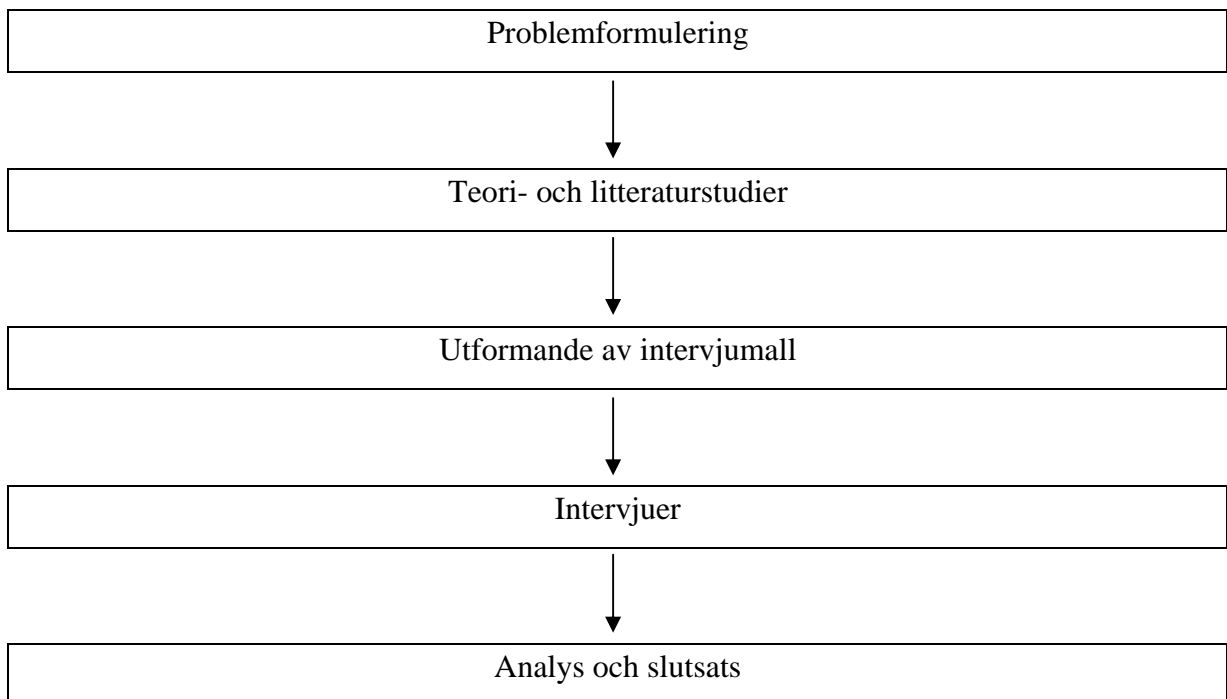 Problemformulering
Teori- och litteraturstudier
Utformande av intervjumall
Intervjuer
Analys och slutsats